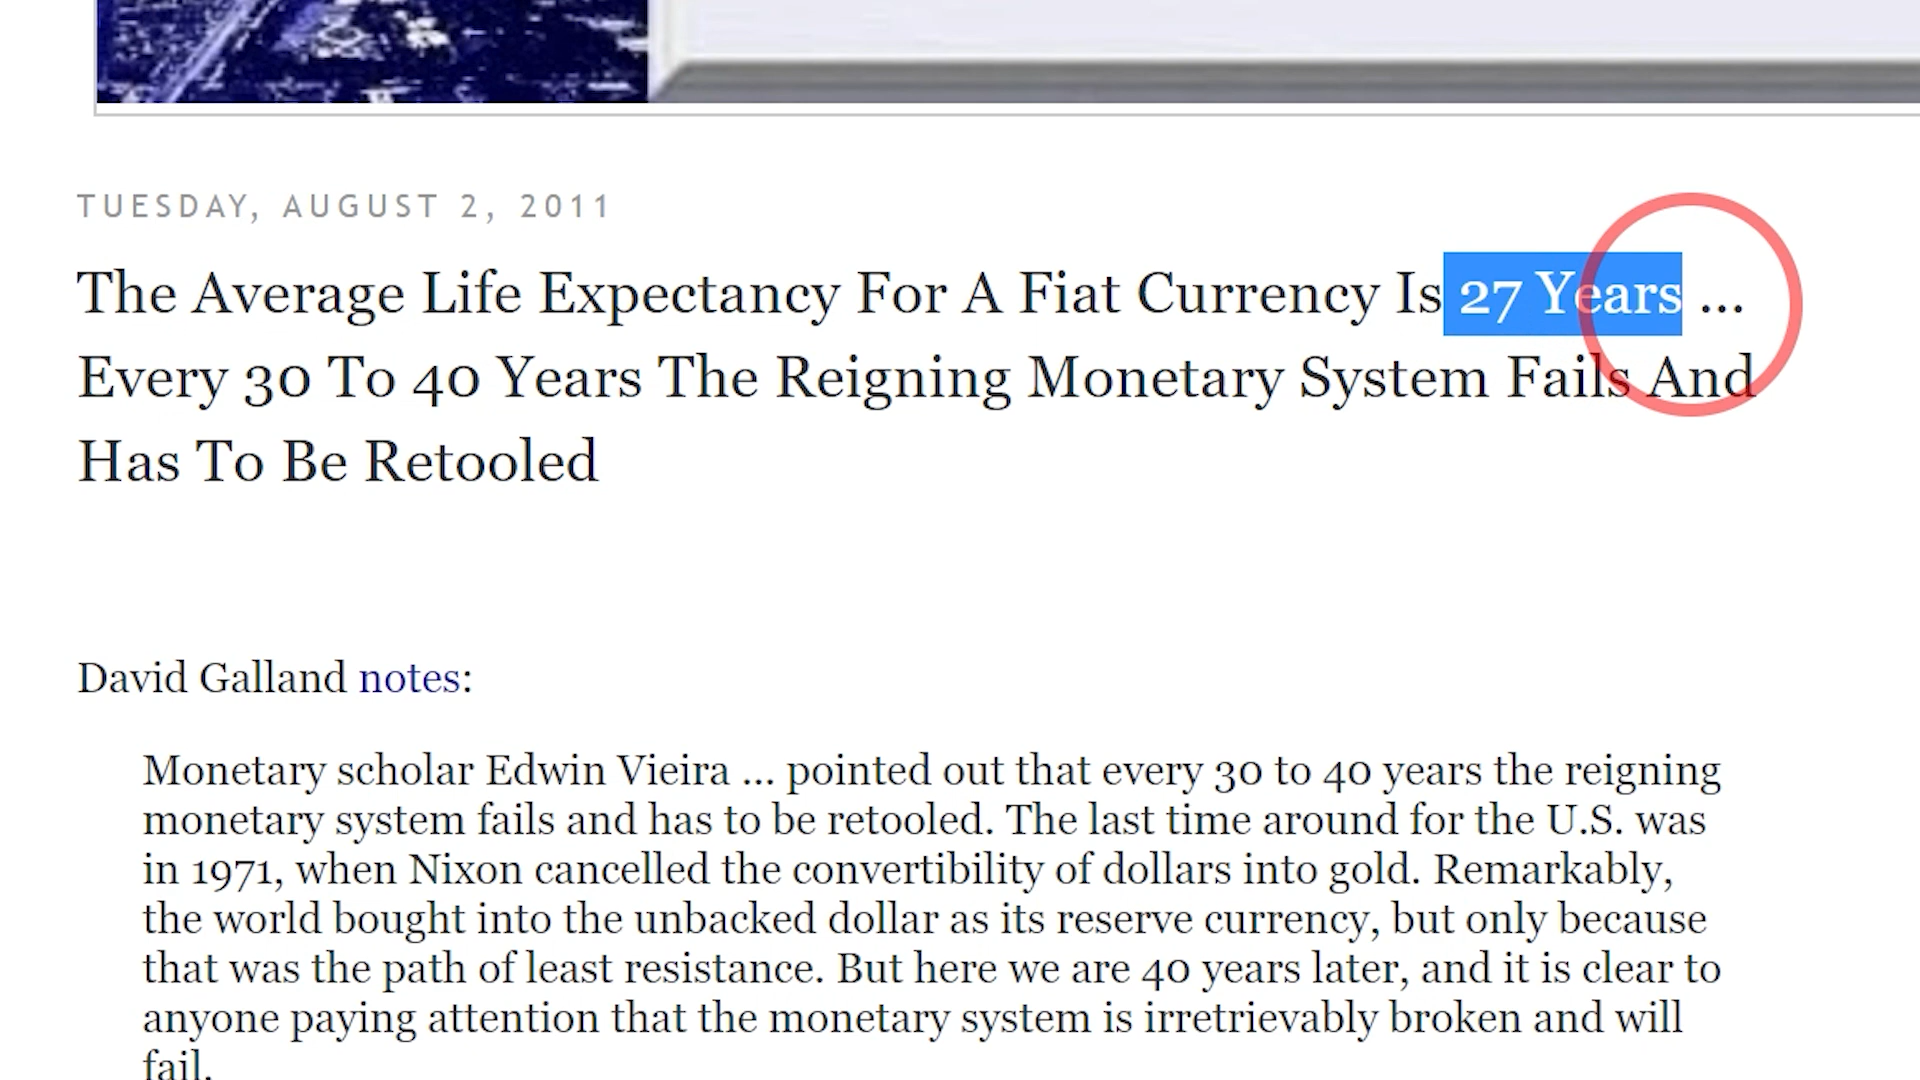 TUESDAY, AUGUST 2, 2011
The Average Life Expectancy For A Fiat Currency Is 27 Years ...
Every 30 To 40 Years The Reigning Monetary System Fails And
Has To Be Retooled
David Galland notes:
Monetary scholar Edwin Vieira ... pointed out that every 30 to 40 years the reigning
monetary system fails and has to be retooled. The last time around for the U.S. was
in 1971, when Nixon cancelled the convertibility of dollars into gold. Remarkably,
the world bought into the unbacked dollar as its reserve currency, but only because
that was the path of least resistance. But here we are 40 years later, and it is clear to
anyone paying attention that the monetary system is irretrievably broken and will
fail.